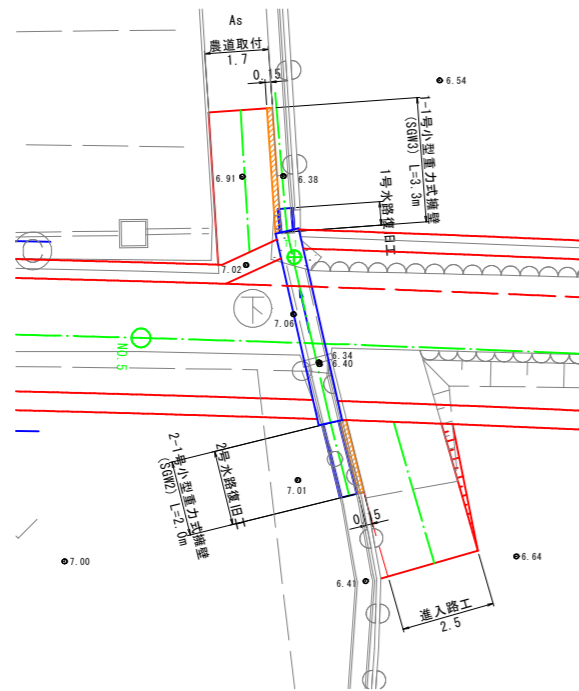 As
農道取付
1.7
0.15
6.54
1-1号小型重力式擁壁
(SGW3) L=3.3m
1号水路復旧工
6.91
6.38
7.02
下
7.06
NO.5
6.34
6.40
2号水路復旧工
2-1号小型重力式擁壁
(SGW2) L=2.0m
7.01
0.15
7.00
6.41
6.64
進入路工
2.5